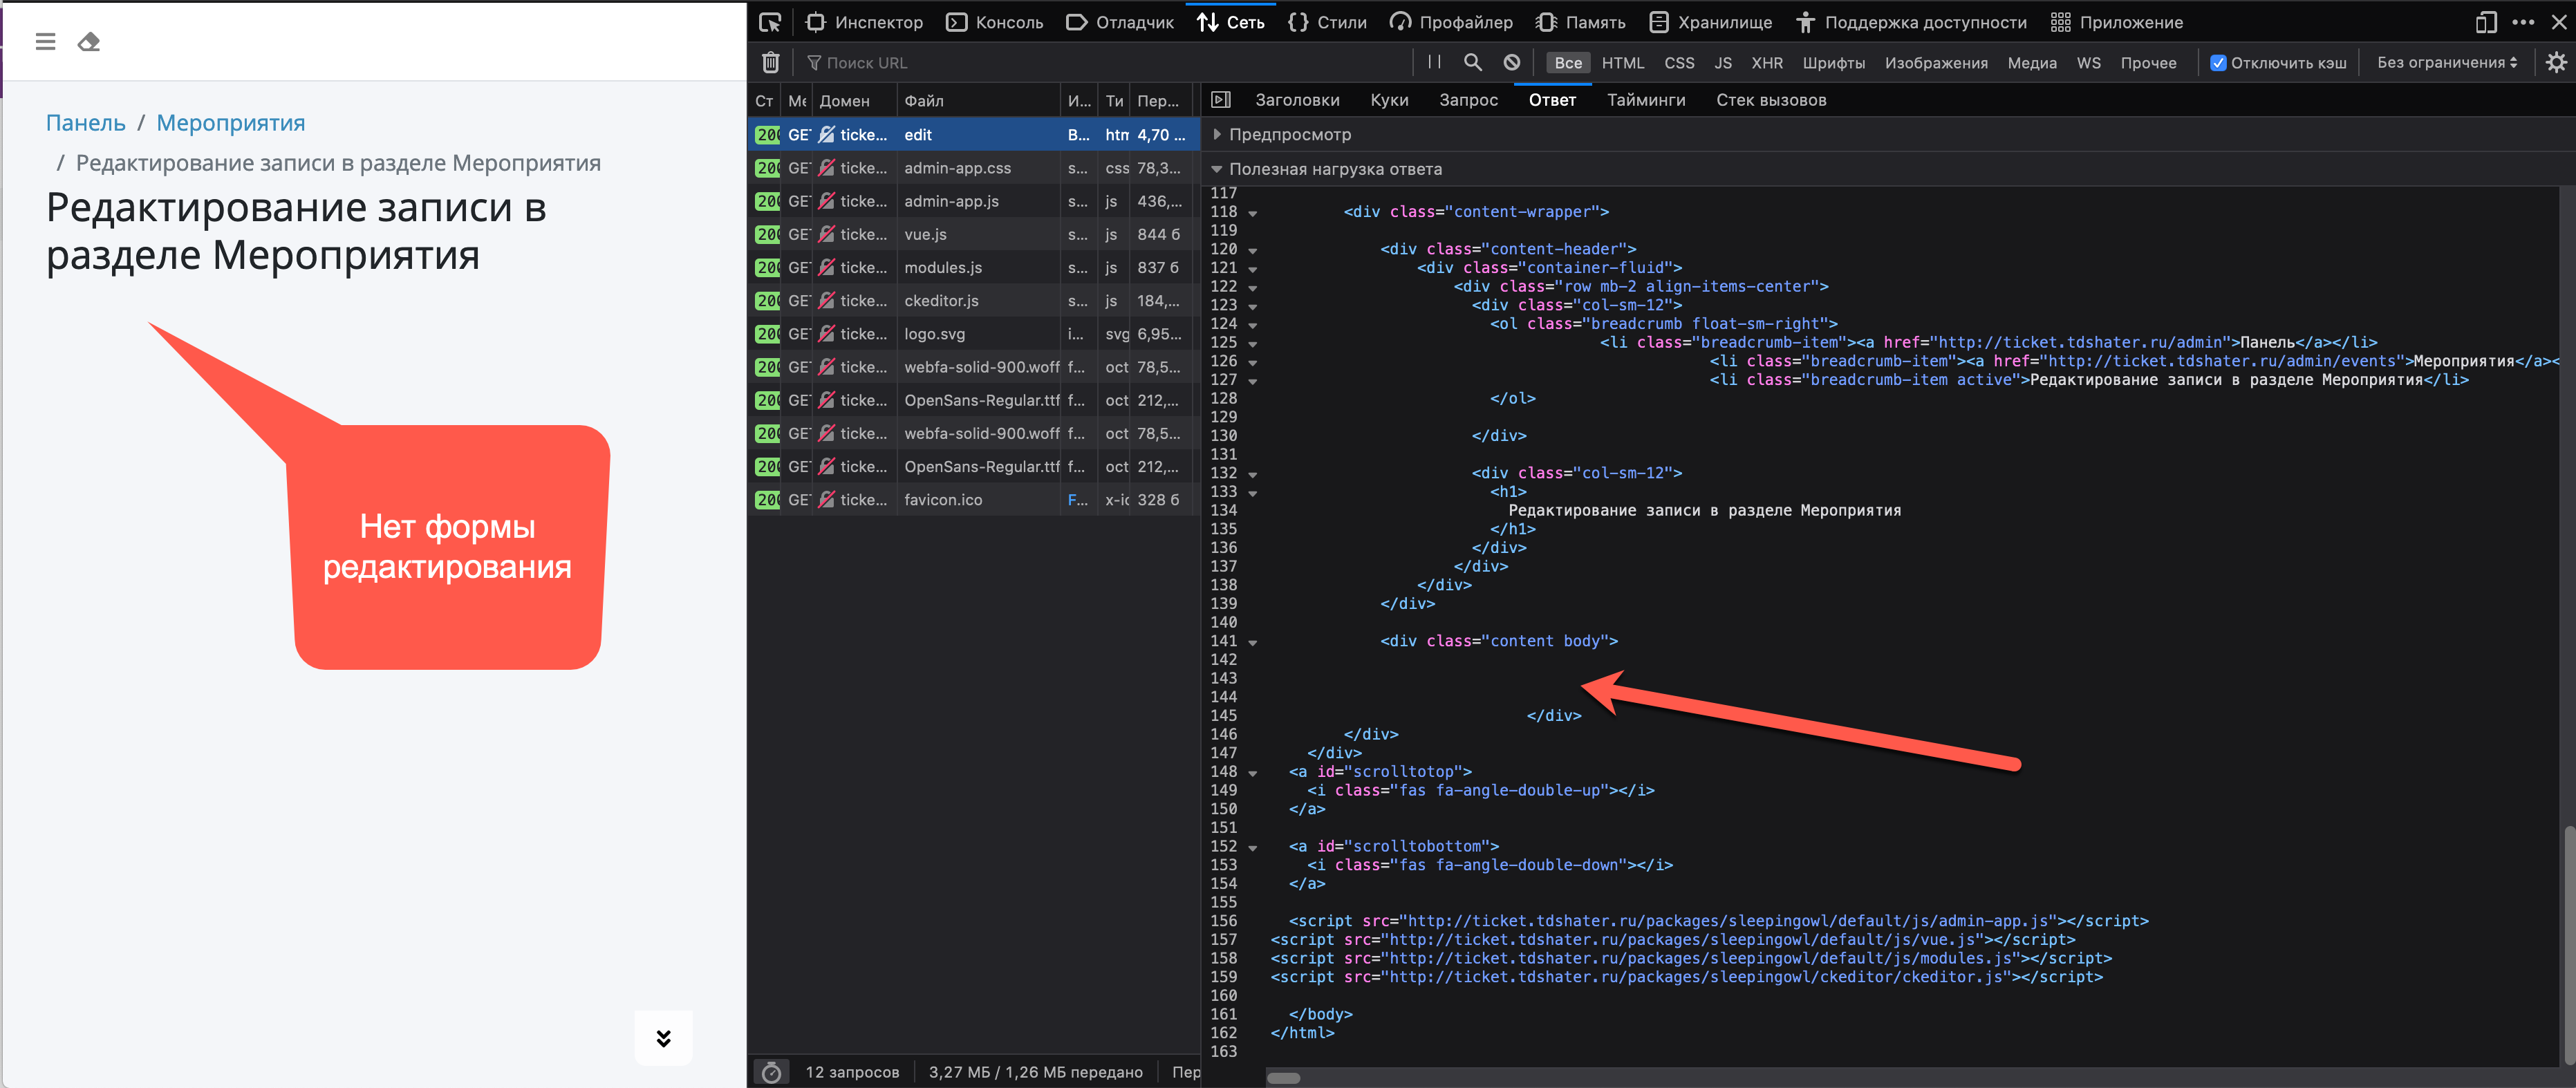 Панель / Мероприятия
/ Редактирование записи в разделе Мероприятия
Редактирование записи в
разделе Мероприятия
Нет формы
редактирования
Инспектор Консоль Отладчик Сеть Стили Профайлер Память Хранилище Поддержка доступности Приложение
Поиск URL
Все HTML CSS JS XHR Шрифты Изображения Медиа WS Прочее Отключить кэш Без ограничения
Ст Ме Домен Файл И... Ти Пер...
200 GET ticke... edit B... htm 4,70 ...
200 GET ticke... admin-app.css s... css 78,3...
200 GET ticke... admin-app.js s... js 436,...
200 GET ticke... vue.js s... js 844 б
200 GET ticke... modules.js s... js 837 б
200 GET ticke... ckeditor.js s... js 184,...
200 GET ticke... logo.svg i... svg 6,95...
200 GET ticke... webfa-solid-900.woff f... oct 78,5...
200 GET ticke... OpenSans-Regular.ttf f... oct 212,...
200 GET ticke... webfa-solid-900.woff f... oct 78,5...
200 GET ticke... OpenSans-Regular.ttf f... oct 212,...
200 GET ticke... favicon.ico F... x-ic 328 б
12 запросов 3,27 МБ / 1,26 МБ передано Пер
Заголовки Куки Запрос Ответ Тайминги Стек вызовов
Предпросмотр
Полезная нагрузка ответа
117
118 <div class="content-wrapper">
119
120 <div class="content-header">
121 <div class="container-fluid">
122 <div class="row mb-2 align-items-center">
123 <div class="col-sm-12">
124 <ol class="breadcrumb float-sm-right">
125 <li class="breadcrumb-item"><a href="http://ticket.tdshater.ru/admin">Панель</a></li>
126 <li class="breadcrumb-item"><a href="http://ticket.tdshater.ru/admin/events">Мероприятия</a><
127 <li class="breadcrumb-item active">Редактирование записи в разделе Мероприятия</li>
128 </ol>
129
130 </div>
131
132 <div class="col-sm-12">
133 <h1>
134 Редактирование записи в разделе Мероприятия
135 </h1>
136 </div>
137 </div>
138 </div>
139 </div>
140
141 <div class="content body">
142
143
144
145 </div>
146 </div>
147 </div>
148 <a id="scrolltotop">
149 <i class="fas fa-angle-double-up"></i>
150 </a>
151
152 <a id="scrolltobottom">
153 <i class="fas fa-angle-double-down"></i>
154 </a>
155
156 <script src="http://ticket.tdshater.ru/packages/sleepingowl/default/js/admin-app.js"></script>
157 <script src="http://ticket.tdshater.ru/packages/sleepingowl/default/js/vue.js"></script>
158 <script src="http://ticket.tdshater.ru/packages/sleepingowl/default/js/modules.js"></script>
159 <script src="http://ticket.tdshater.ru/packages/sleepingowl/ckeditor/ckeditor.js"></script>
160
161 </body>
162 </html>
163